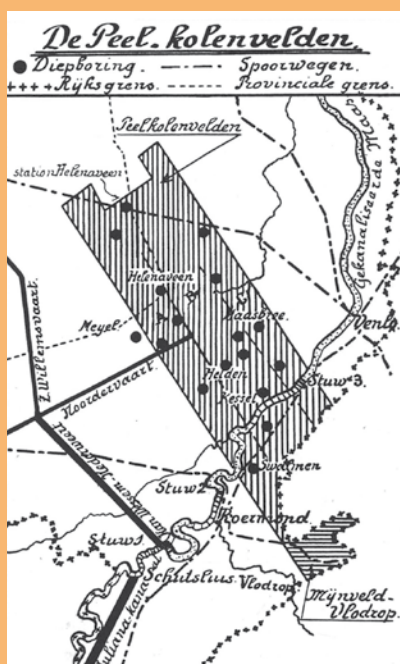 De Peel-kolenvelden.
Diepboring. Spoorwegen.
Rijksgrens. Provinciale grens.
Peelkolenvelden
station Helenaveen
Gekanaliseerde Maas
Helenaveen
Maasbree.
Venlo
Meyel
Z. Willemsvaart.
Noordervaart.
Helden
Kessel
Stuw 3.
Swalmen
Stuw 2
Roermond
Kan. Wessem-Nederweert
Stuw 1
Schutsluis
Vlodrop.
Julianakanaal
Mijnveld-
Vlodrop.